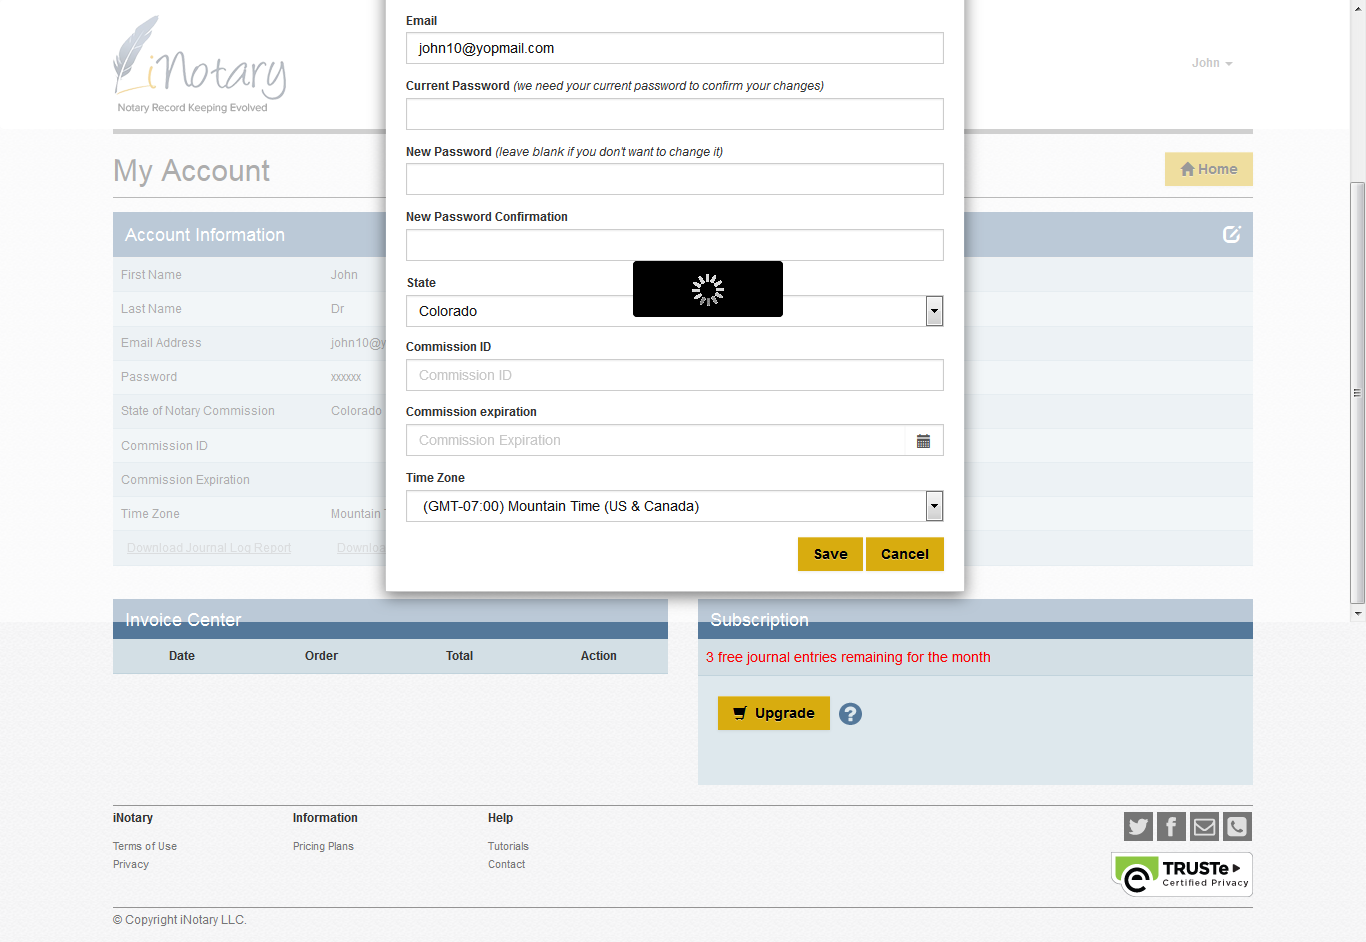 iNotary
Notary Record Keeping Evolved
John
My Account
Home
Account Information
First Name John
Last Name Dr
Email Address john10@y
Password xxxxxx
State of Notary Commission Colorado
Commission ID
Commission Expiration
Time Zone Mountain
Download Journal Log Report Downloa
Email
john10@yopmail.com
Current Password (we need your current password to confirm your changes)
New Password (leave blank if you don't want to change it)
New Password Confirmation
State
Colorado
Commission ID
Commission ID
Commission expiration
Commission Expiration
Time Zone
(GMT-07:00) Mountain Time (US & Canada)
Save Cancel
Invoice Center
Date Order Total Action
Subscription
3 free journal entries remaining for the month
Upgrade ?
iNotary
Terms of Use
Privacy
Information
Pricing Plans
Help
Tutorials
Contact
TRUSTe
Certified Privacy
© Copyright iNotary LLC.